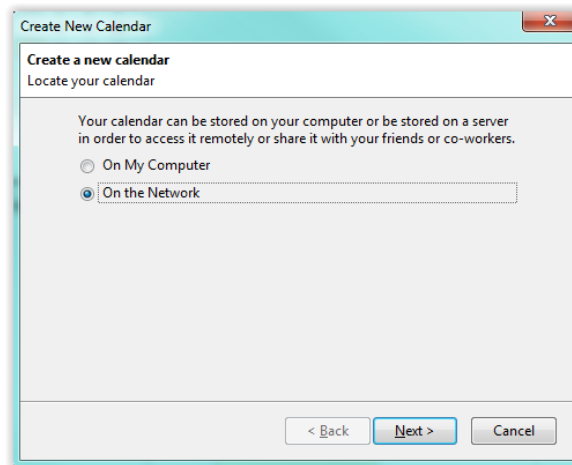 Create New Calendar
Create a new calendar
Locate your calendar
Your calendar can be stored on your computer or be stored on a server
in order to access it remotely or share it with your friends or co-workers.
On My Computer
On the Network
< Back
Next >
Cancel